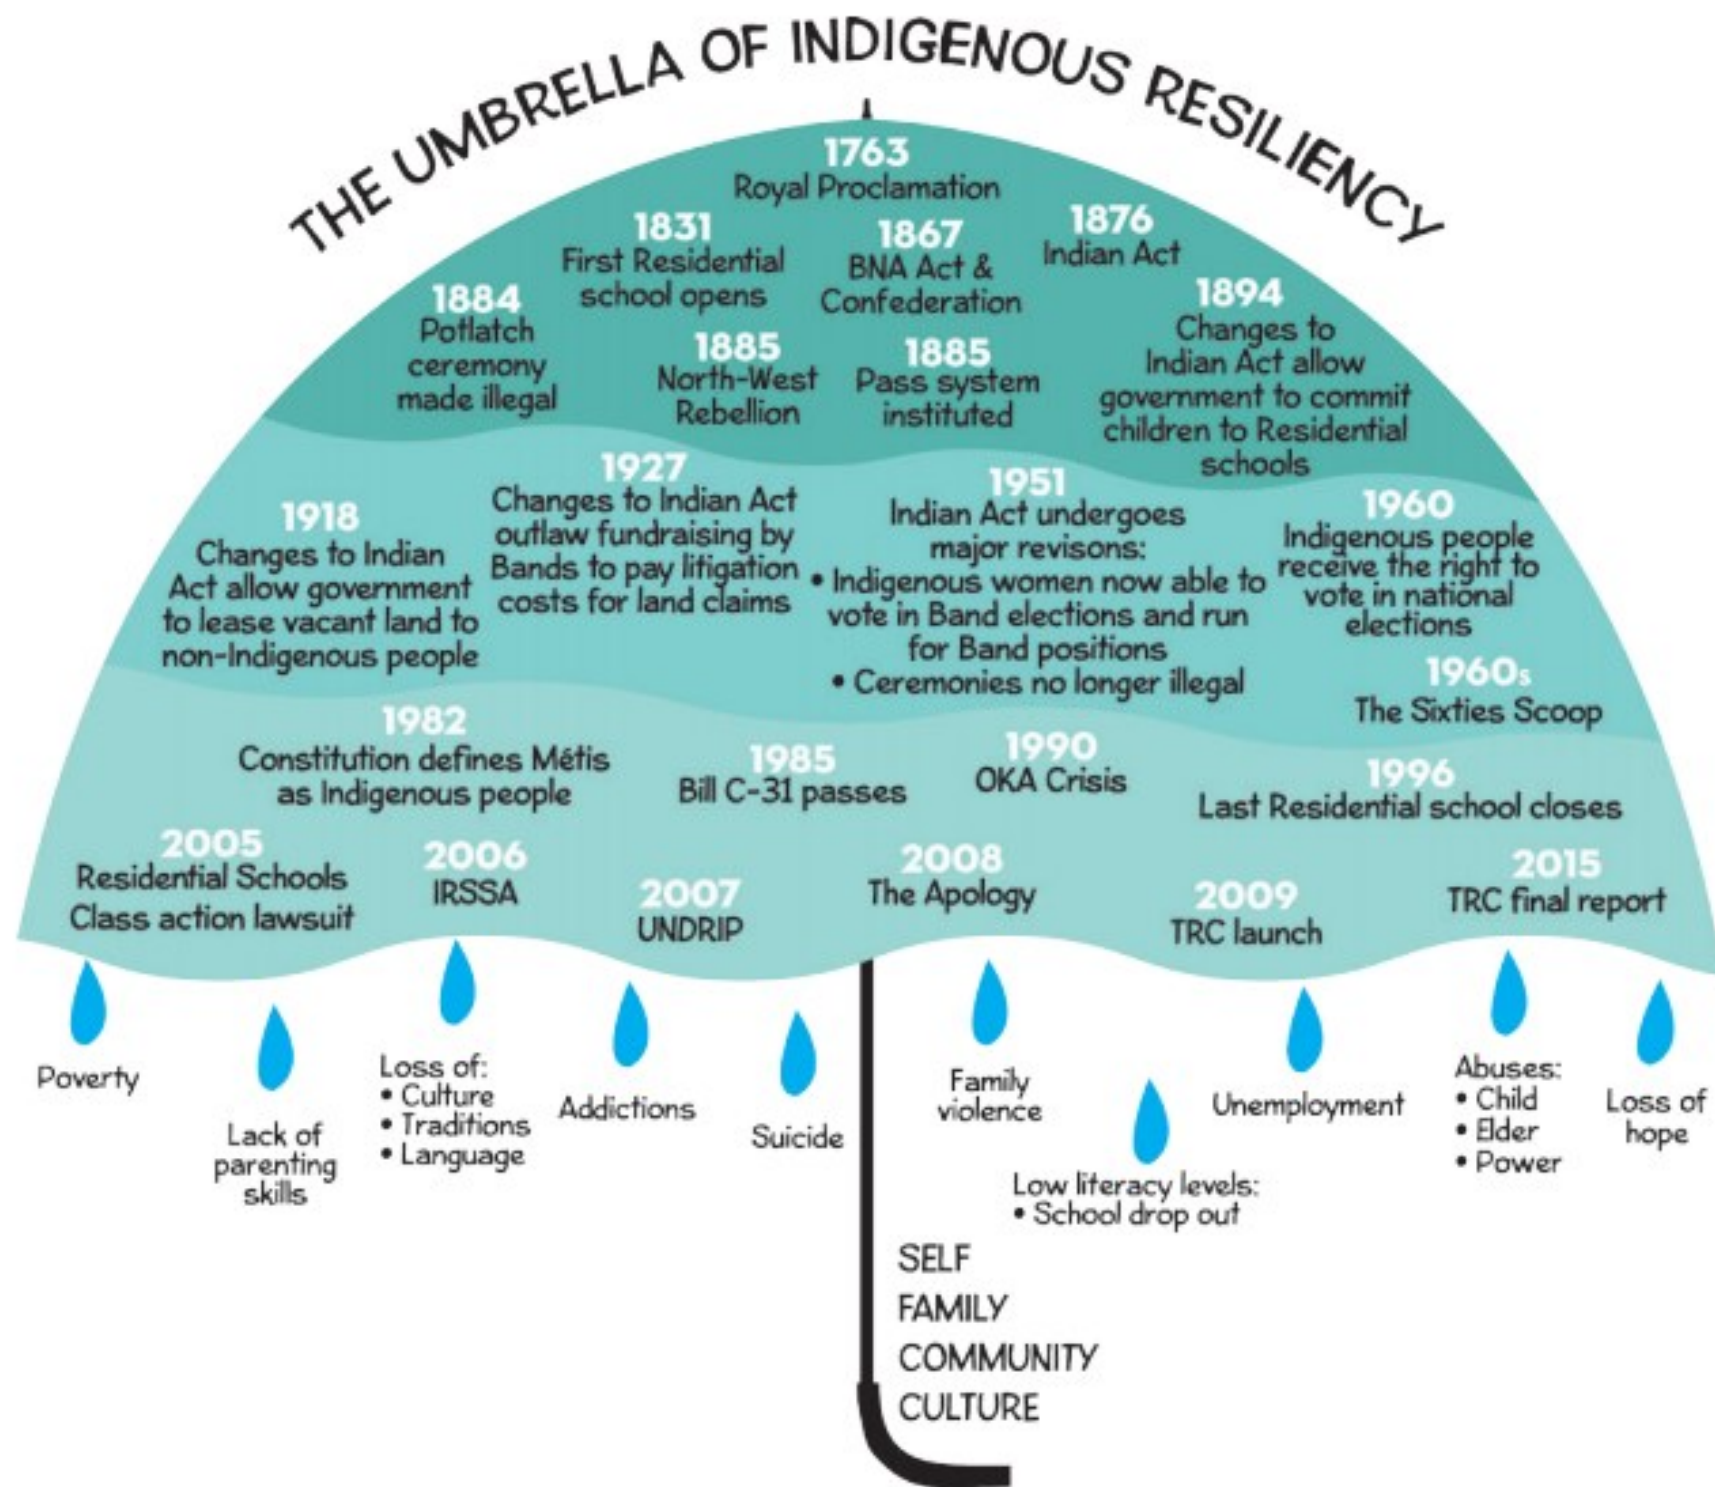 THE UMBRELLA OF INDIGENOUS RESILIENCY
1763
Royal Proclamation
1831
First Residential
school opens
1867
BNA Act &
Confederation
1876
Indian Act
1884
Potlatch
ceremony
made illegal
1885
North-West
Rebellion
1885
Pass system
instituted
1894
Changes to
Indian Act allow
government to commit
children to Residential
schools
1918
Changes to Indian
Act allow government
to lease vacant land to
non-Indigenous people
1927
Changes to Indian Act
outlaw fundraising by
Bands to pay litigation
costs for land claims
1951
Indian Act undergoes
major revisons:
• Indigenous women now able to
vote in Band elections and run
for Band positions
• Ceremonies no longer illegal
1960
Indigenous people
receive the right to
vote in national
elections
1960s
The Sixties Scoop
1982
Constitution defines Métis
as Indigenous people
1985
Bill C-31 passes
1990
OKA Crisis
1996
Last Residential school closes
2005
Residential Schools
Class action lawsuit
2006
IRSSA
2007
UNDRIP
2008
The Apology
2009
TRC launch
2015
TRC final report
Poverty
Lack of
parenting
skills
Loss of:
• Culture
• Traditions
• Language
Addictions
Suicide
Family
violence
Low literacy levels:
• School drop out
Unemployment
Abuses:
• Child
• Elder
• Power
Loss of
hope
SELF
FAMILY
COMMUNITY
CULTURE